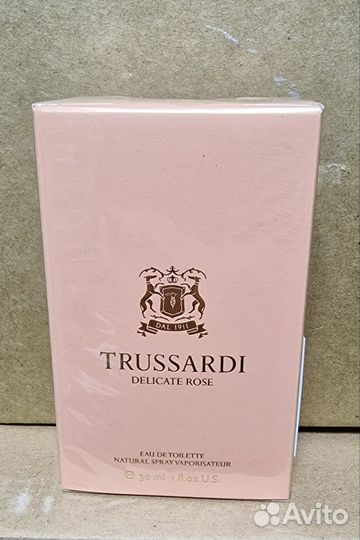 DAL 1911
TRUSSARDI
DELICATE ROSE
EAU DE TOILETTE
NATURAL SPRAY VAPORISATEUR
℮ 30 ml 1 fl.oz.U.S.
Avito